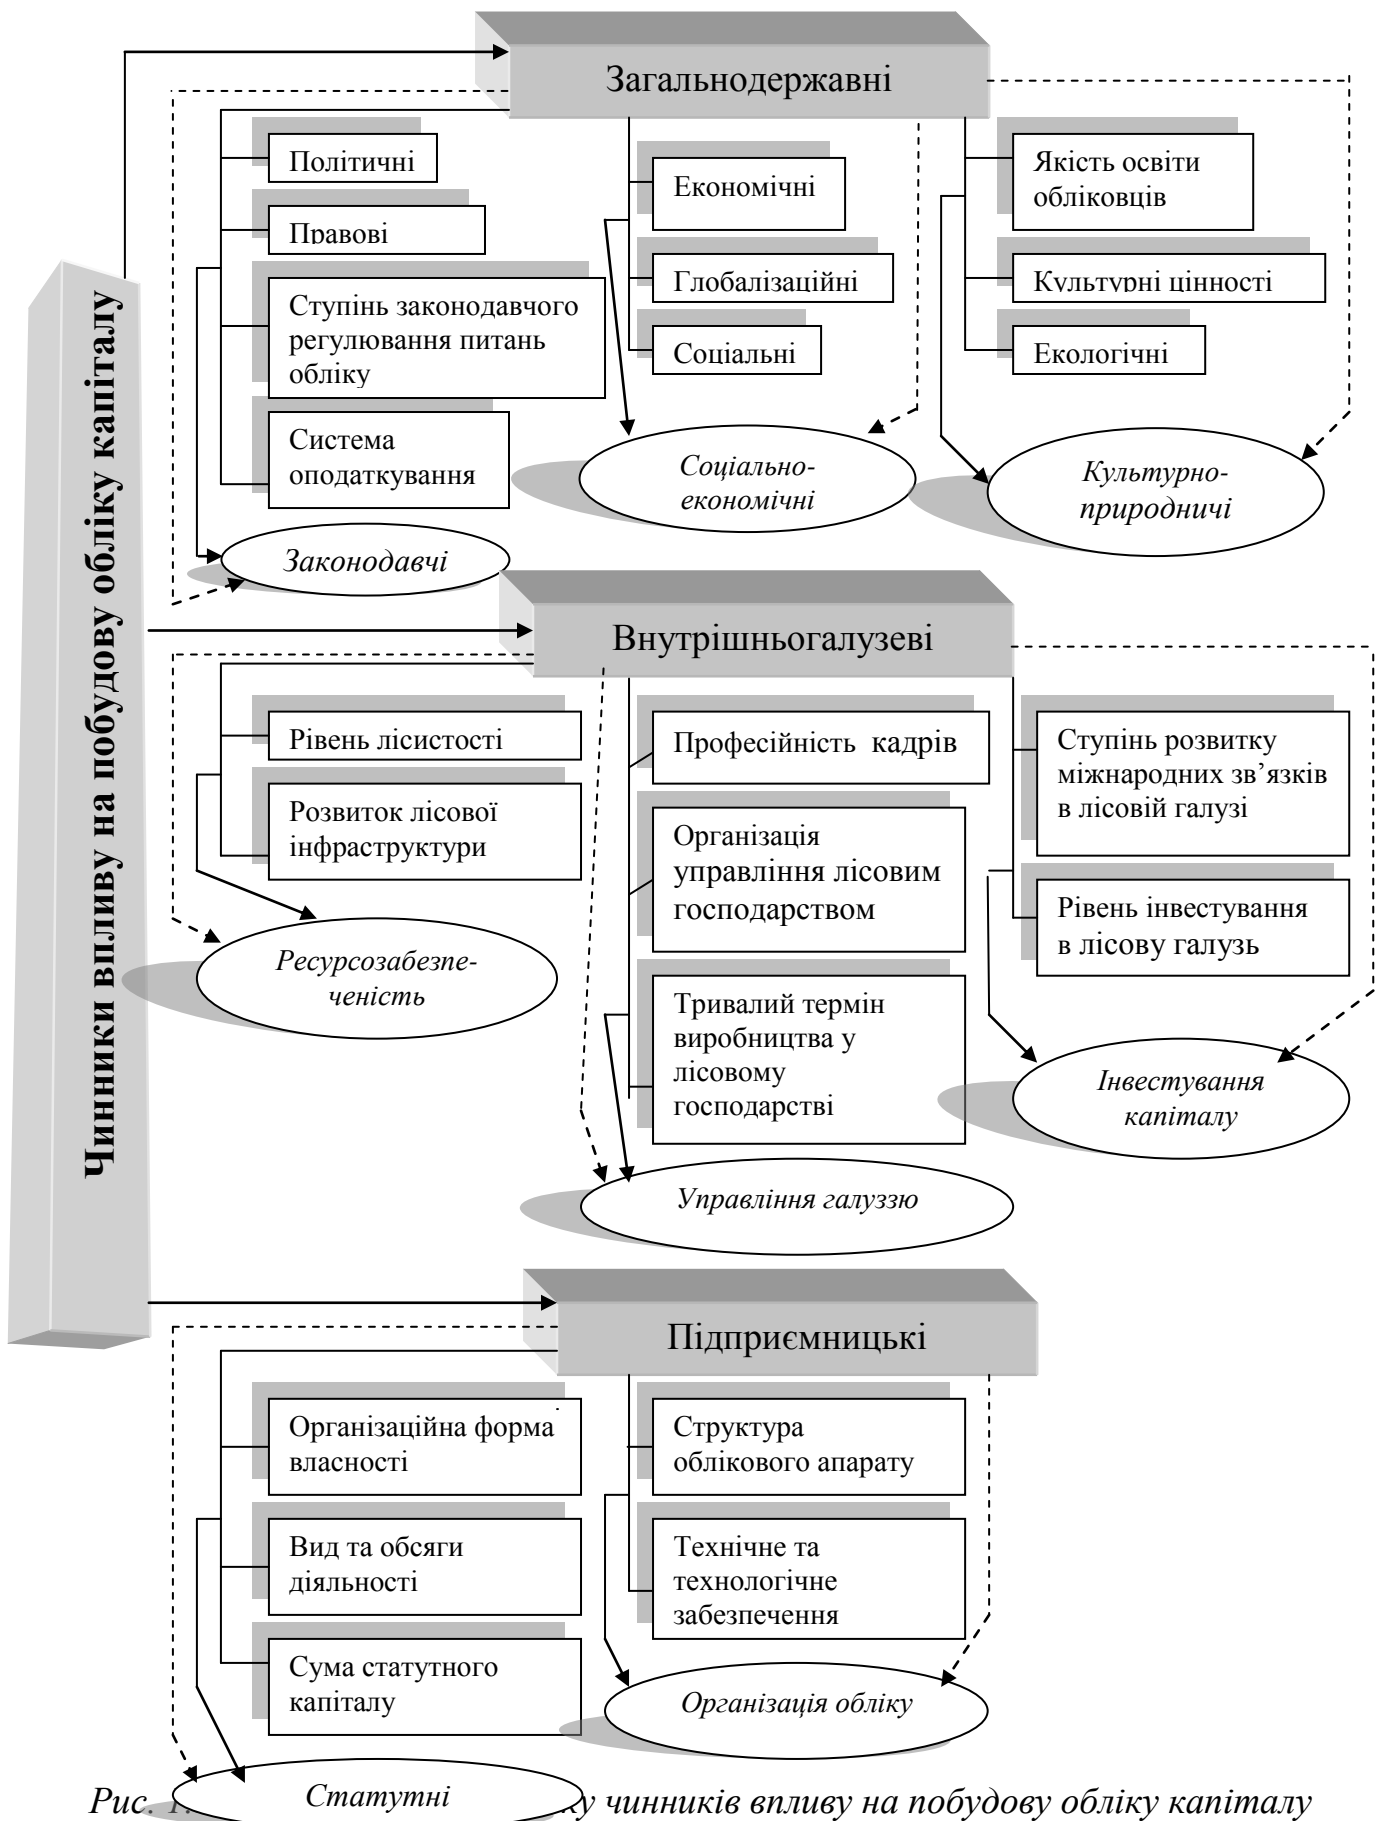 Чинники впливу на побудову обліку капіталу
Загальнодержавні
Політичні
Правові
Ступінь законодавчого
регулювання питань
обліку
Система
оподаткування
Законодавчі
Економічні
Глобалізаційні
Соціальні
Соціально-
економічні
Якість освіти
обліковців
Культурні цінності
Екологічні
Культурно-
природничі
Внутрішньогалузеві
Рівень лісистості
Розвиток лісової
інфраструктури
Ресурсозабезпе-
ченість
Професійність кадрів
Організація
управління лісовим
господарством
Тривалий термін
виробництва у
лісовому
господарстві
Управління галуззю
Ступінь розвитку
міжнародних зв’язків
в лісовій галузі
Рівень інвестування
в лісову галузь
Інвестування
капіталу
Підприємницькі
Організаційна форма
власності
Вид та обсяги
діяльності
Сума статутного
капіталу
Статутні
Структура
облікового апарату
Технічне та
технологічне
забезпечення
Організація обліку
Рис. чинників впливу на побудову обліку капіталу